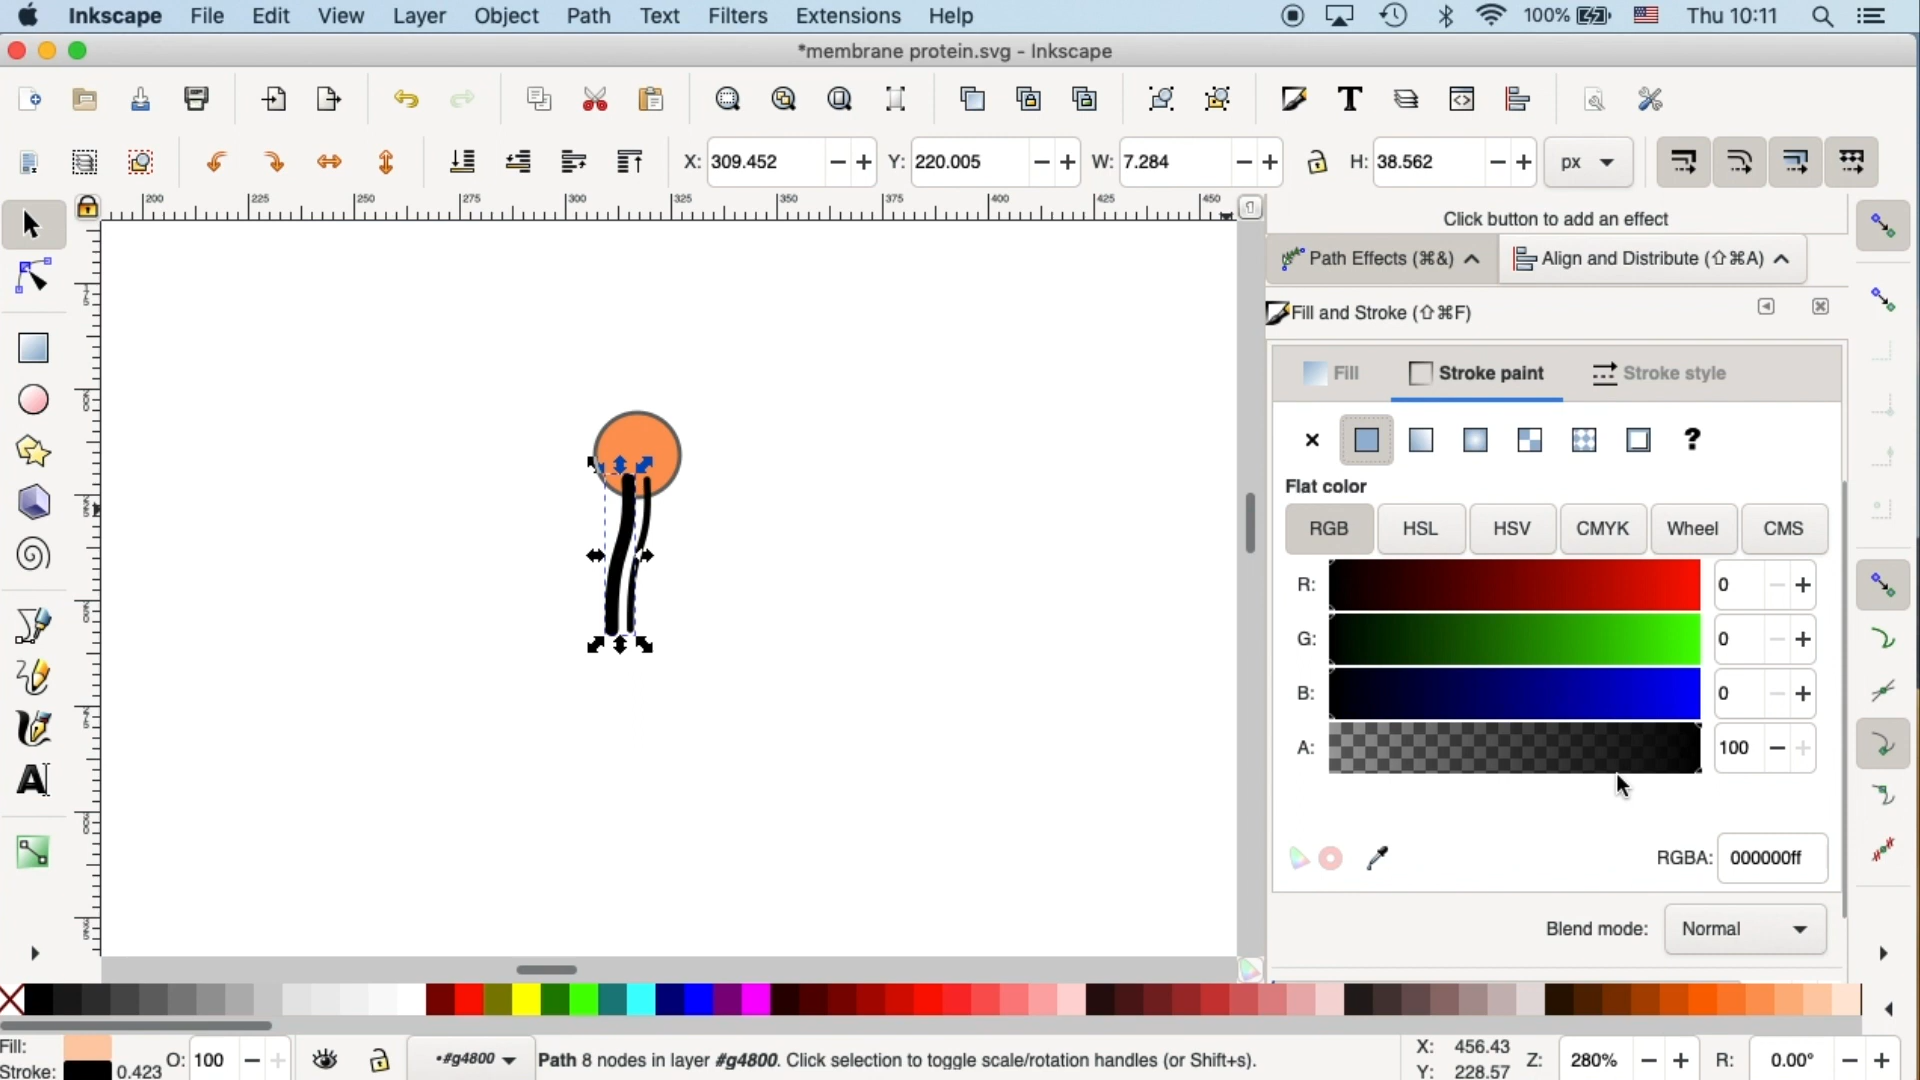 Inkscape File Edit View Layer Object Path Text Filters Extensions Help 100% Thu 10:11
*membrane protein.svg - Inkscape
X: 309.452 Y: 220.005 W: 7.284 H: 38.562 px
200 225 250 275 300 325 350 375 400 425 450
Click button to add an effect
Path Effects (⌘&) Align and Distribute (⇧⌘A)
Fill and Stroke (⇧⌘F)
Fill Stroke paint Stroke style
?
Flat color
RGB HSL HSV CMYK Wheel CMS
R: 0
G: 0
B: 0
A: 100
RGBA: 000000ff
Blend mode: Normal
Fill:
Stroke: 0.423 O: 100 •#g4800 Path 8 nodes in layer #g4800. Click selection to toggle scale/rotation handles (or Shift+s). X: 456.43 Z: 280% R: 0.00°
Y: 228.57